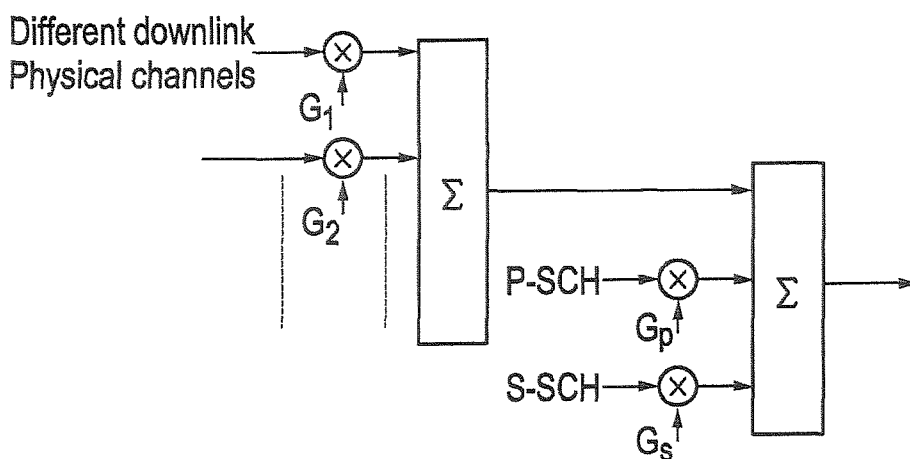 Different downlink
Physical channels
G1
G2
Σ
P-SCH
Gp
S-SCH
Gs
Σ